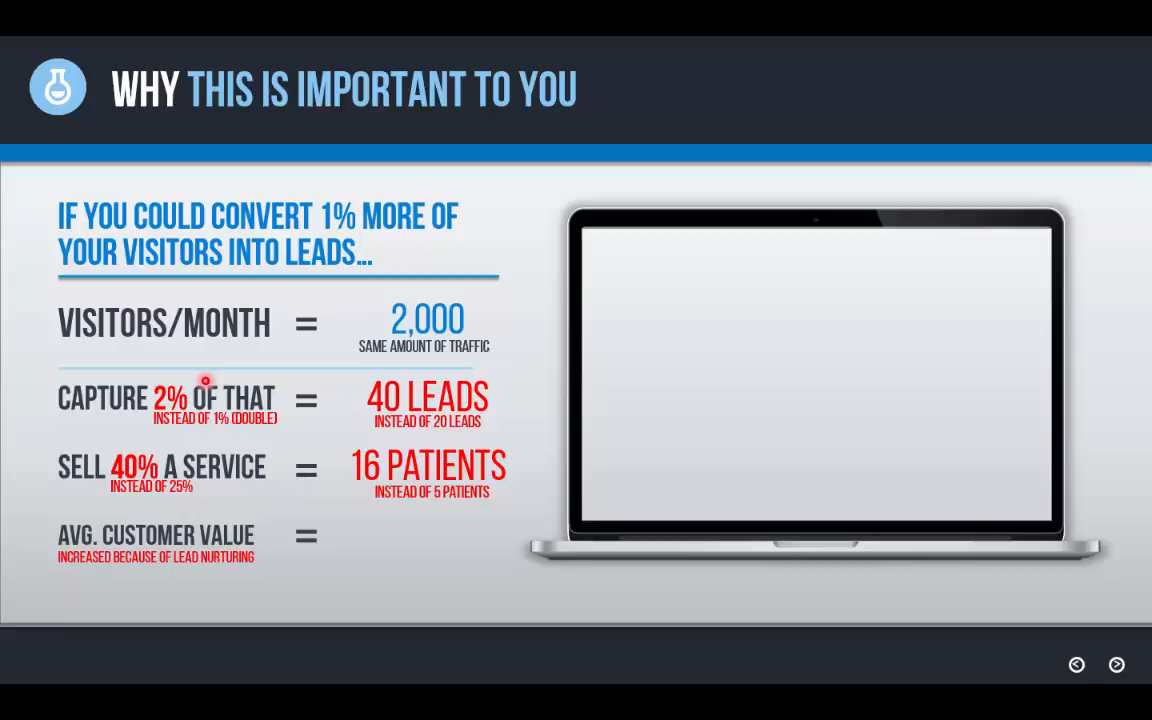 WHY THIS IS IMPORTANT TO YOU
IF YOU COULD CONVERT 1% MORE OF
YOUR VISITORS INTO LEADS...
VISITORS/MONTH = 2,000
SAME AMOUNT OF TRAFFIC
CAPTURE 2% OF THAT = 40 LEADS
INSTEAD OF 1% (DOUBLE) INSTEAD OF 20 LEADS
SELL 40% A SERVICE = 16 PATIENTS
INSTEAD OF 25% INSTEAD OF 5 PATIENTS
AVG. CUSTOMER VALUE =
INCREASED BECAUSE OF LEAD NURTURING